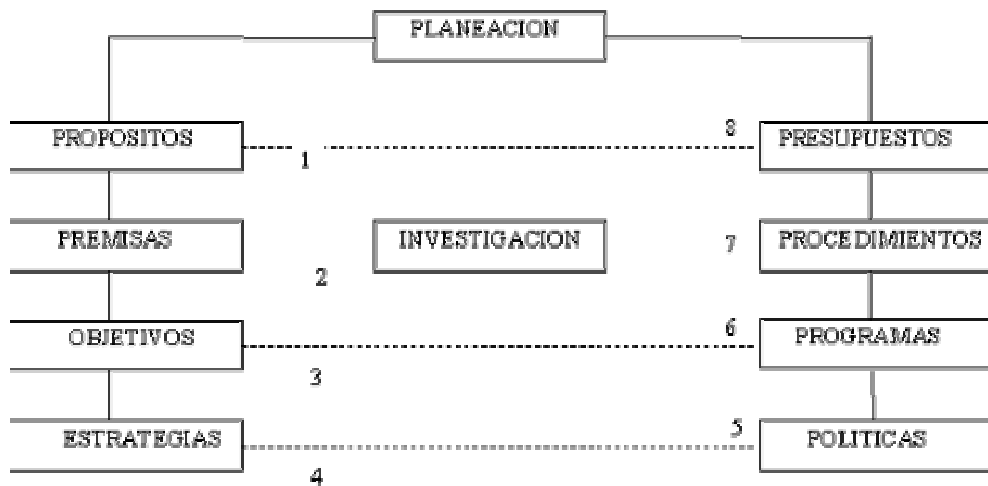 PLANEACION
PROPOSITOS
1
8
PRESUPUESTOS
PREMISAS
2
INVESTIGACION
7
PROCEDIMIENTOS
OBJETIVOS
3
6
PROGRAMAS
ESTRATEGIAS
4
5
POLITICAS